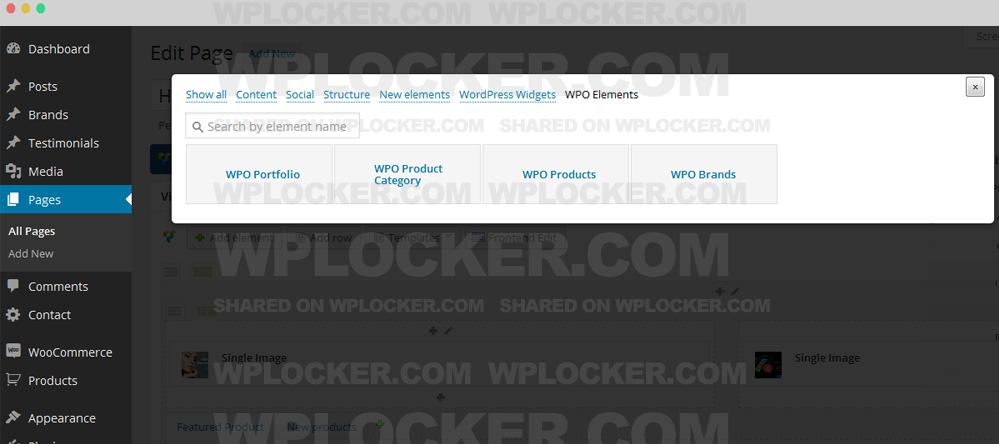 WPLOCKER.COM
Dashboard
Edit Page Add New
Scre
Show all Content Social Structure New elements WordPress Widgets WPO Elements
×
Posts
Search by element name
SHARED ON WPLOCKER.COM SHARED ON WPLOCKER.COM
Brands
Testimonials
WPO Portfolio
WPO Product
Category
WPO Products
WPO Brands
Media
WPLOCKER.COM
Pages
All Pages
Add New
Add element Add row Templates Frontend Edit
WPLOCKER.COM
Comments
SHARED ON WPLOCKER.COM SHARED ON WPLOCKER.COM
Contact
WooCommerce
Single Image
Single Image
Products
WPLOCKER.COM
Appearance
Featured Product New products
WPLOCKER.COM